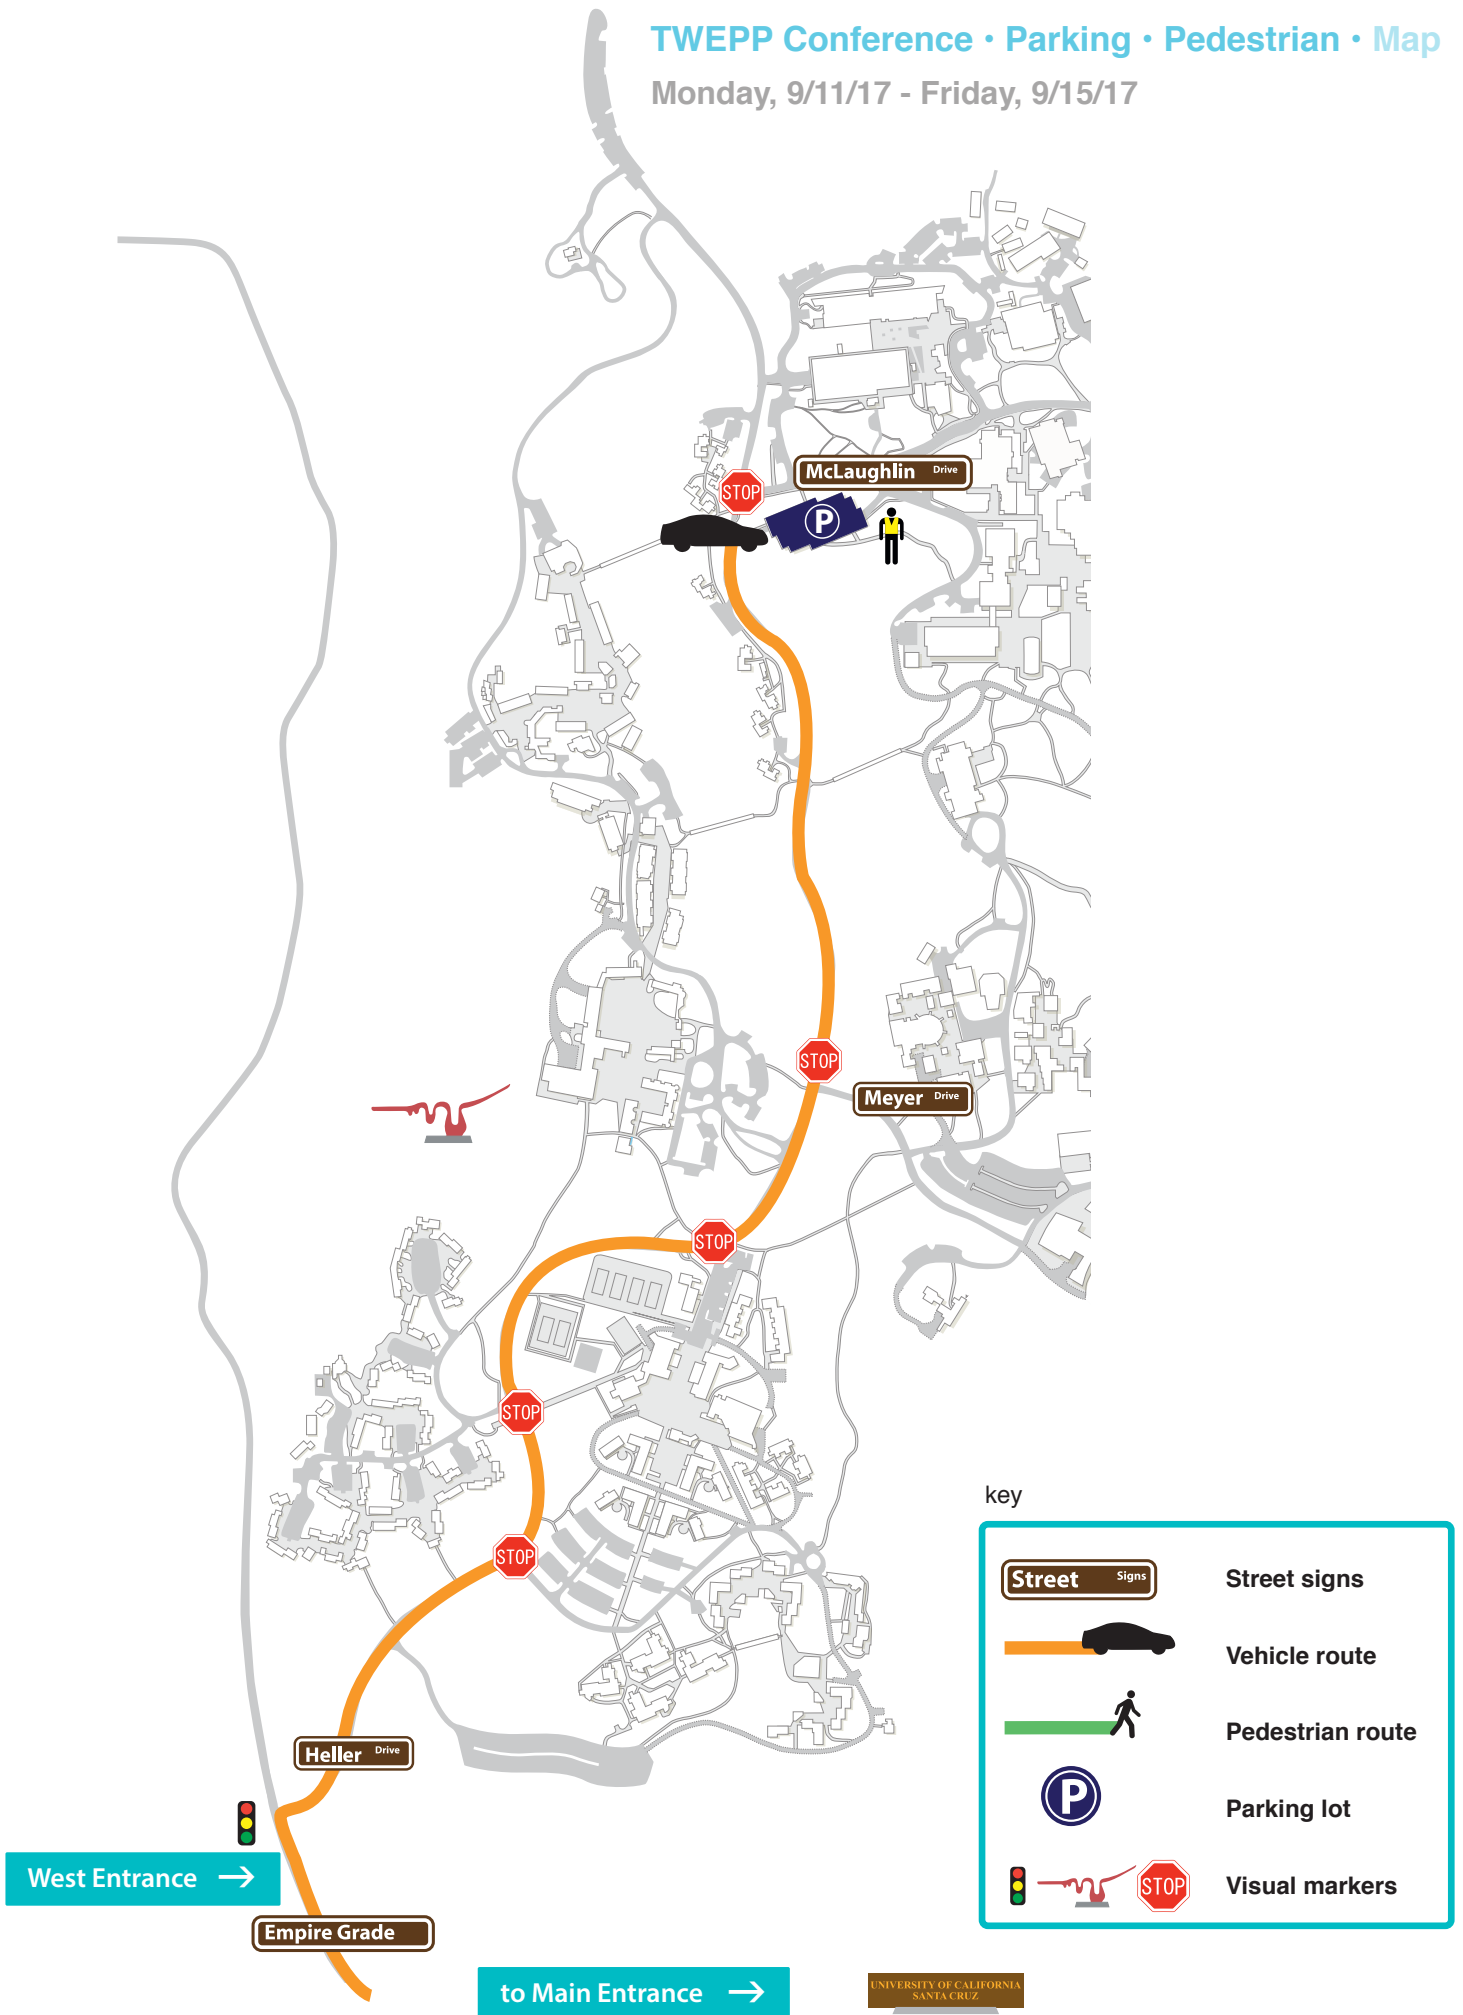 TWEPP Conference • Parking • Pedestrian • Map
Monday, 9/11/17 - Friday, 9/15/17
McLaughlin Drive
STOP
P
STOP
Meyer Drive
STOP
STOP
STOP
Heller Drive
West Entrance →
Empire Grade
to Main Entrance →
UNIVERSITY OF CALIFORNIA
SANTA CRUZ
key
Street Signs
Street signs
Vehicle route
Pedestrian route
P
Parking lot
STOP
Visual markers